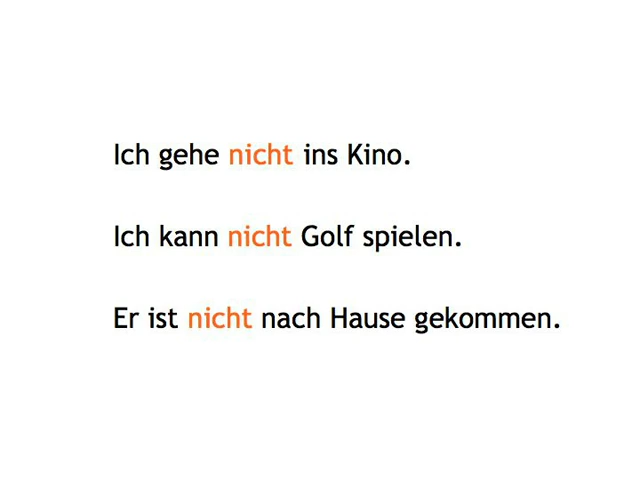 Ich gehe nicht ins Kino.
Ich kann nicht Golf spielen.
Er ist nicht nach Hause gekommen.